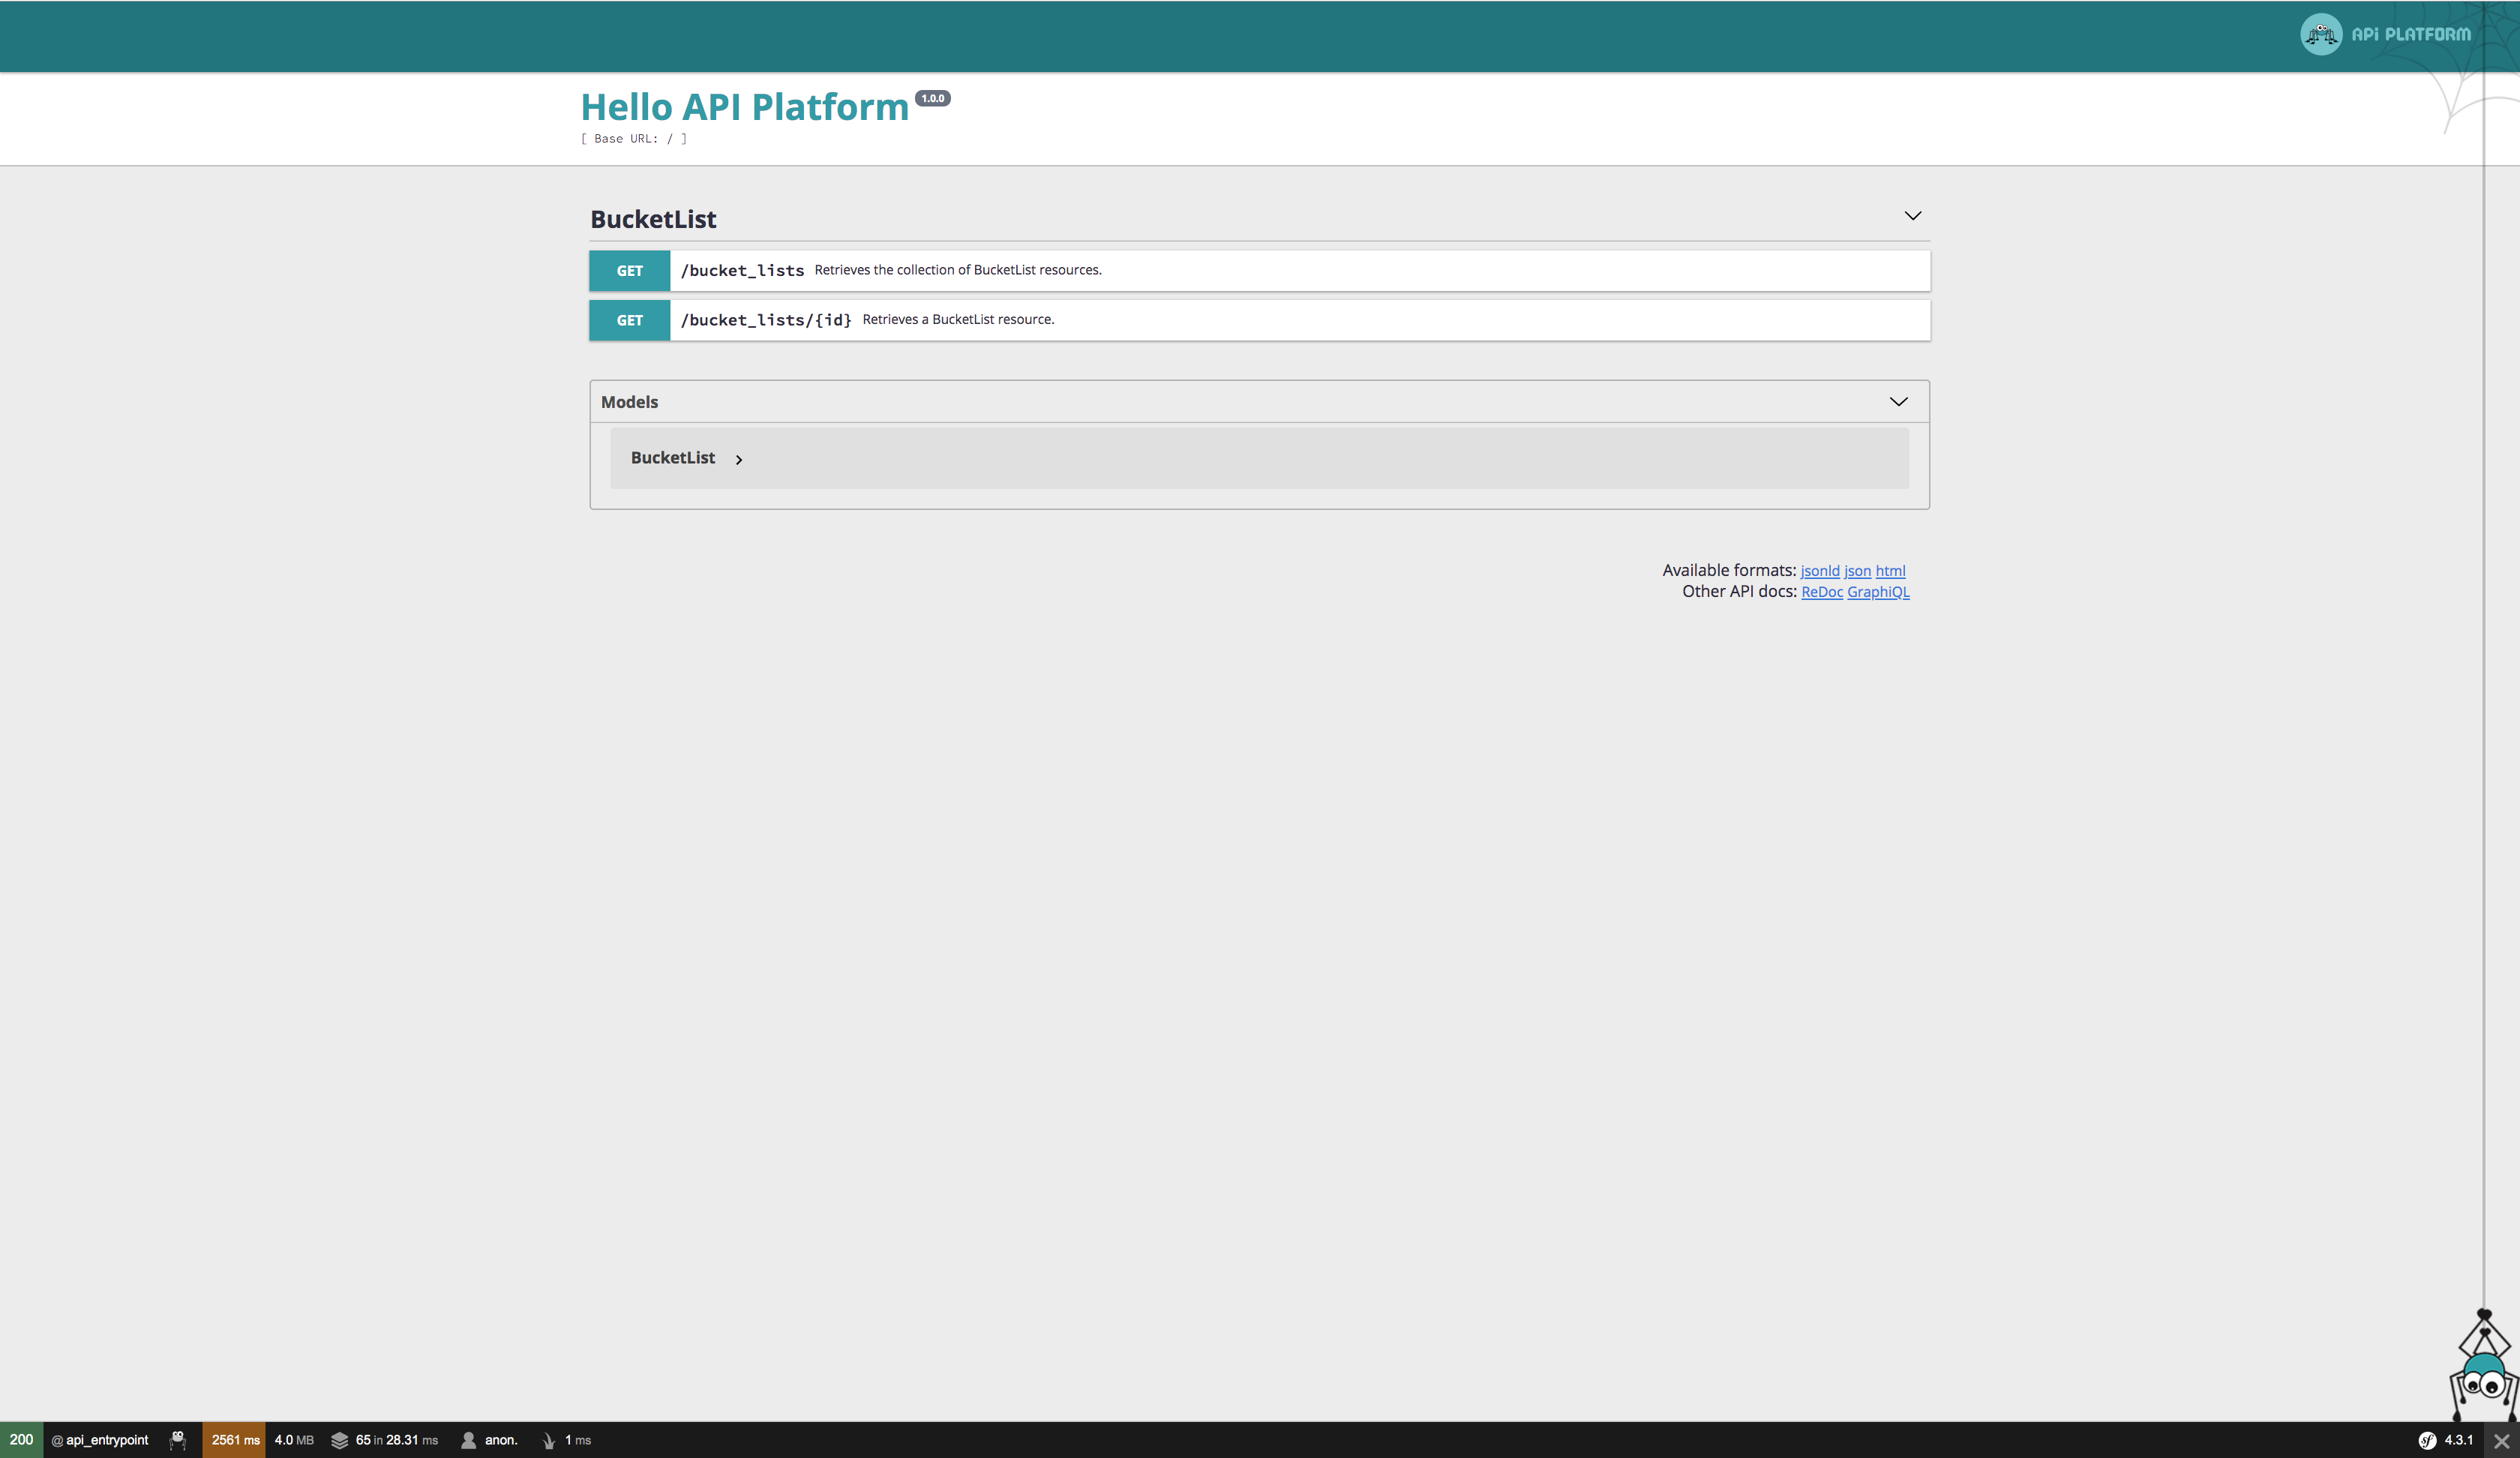 APi PLATFORM
Hello API Platform 1.0.0
[ Base URL: / ]
BucketList
GET /bucket_lists Retrieves the collection of BucketList resources.
GET /bucket_lists/{id} Retrieves a BucketList resource.
Models
BucketList
Available formats: jsonld json html
Other API docs: ReDoc GraphiQL
200 @ api_entrypoint 2561 ms 4.0 MB 65 in 28.31 ms anon. 1 ms sf 4.3.1